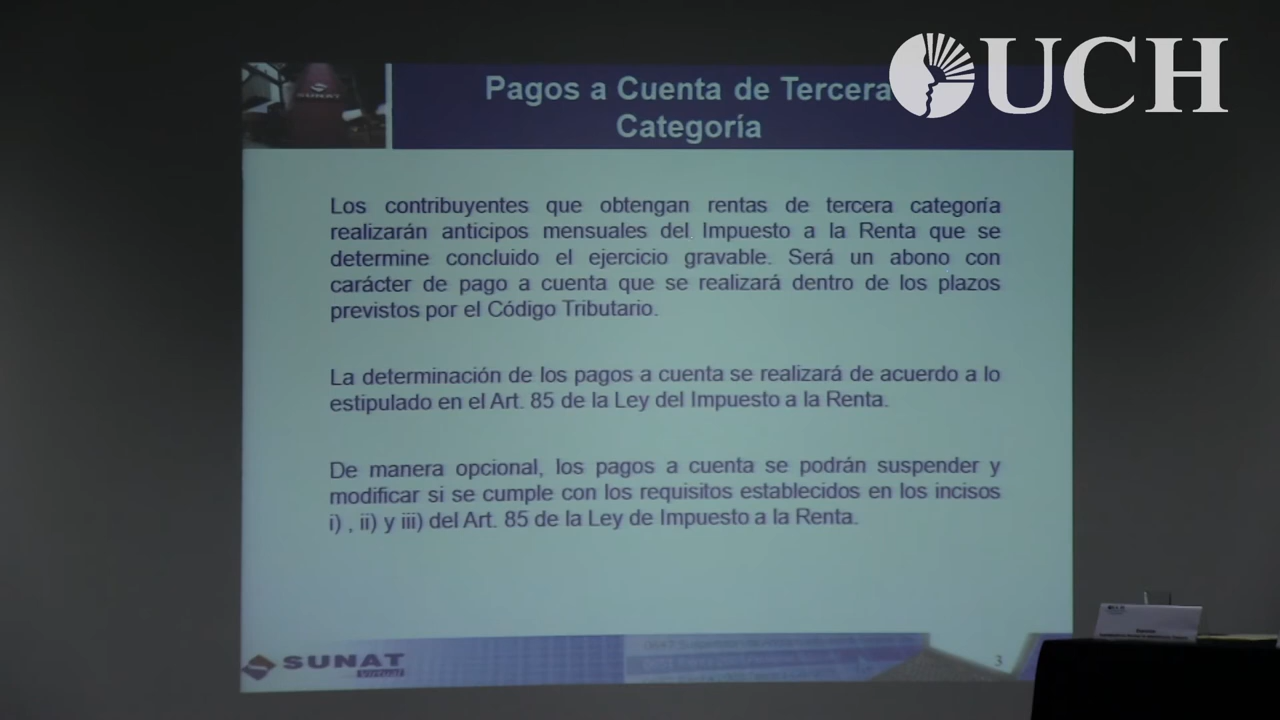 UCH
SUNAT
Pagos a Cuenta de Tercera
Categoría
Los contribuyentes que obtengan rentas de tercera categoría
realizarán anticipos mensuales del Impuesto a la Renta que se
determine concluido el ejercicio gravable. Será un abono con
carácter de pago a cuenta que se realizará dentro de los plazos
previstos por el Código Tributario.
La determinación de los pagos a cuenta se realizará de acuerdo a lo
estipulado en el Art. 85 de la Ley del Impuesto a la Renta.
De manera opcional, los pagos a cuenta se podrán suspender y
modificar si se cumple con los requisitos establecidos en los incisos
i) , ii) y iii) del Art. 85 de la Ley de Impuesto a la Renta.
SUNAT
Virtual
3